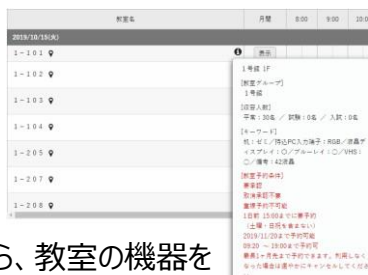 教室名 月暦 8:00 9:00 10:0
2019/10/15(火)
1-101 表示
1-102
1-103
1-104
1-205
1-207
1-208
1号館 1F
[教室グループ]
1号館
[収容人数]
平常:30名 / 試験:0名 / 入試:0名
[キーワード]
机:ゼミ/持込PC入力端子:RGB/液晶デ
ィスプレイ:〇/ブルーレイ:〇/VHS:
〇/備考:42液晶
[教室予約条件]
要承認
取消承認不要
重複予約不可能
1日前 15:00までに要予約
(土曜・日祝を含まない)
2019/11/20まで予約可能
09:20 ~ 19:00まで予約可
最長1ヶ月先まで予約できます。利用しなく
なった場合は速やかにキャンセルしてくださ
ら、教室の機器を